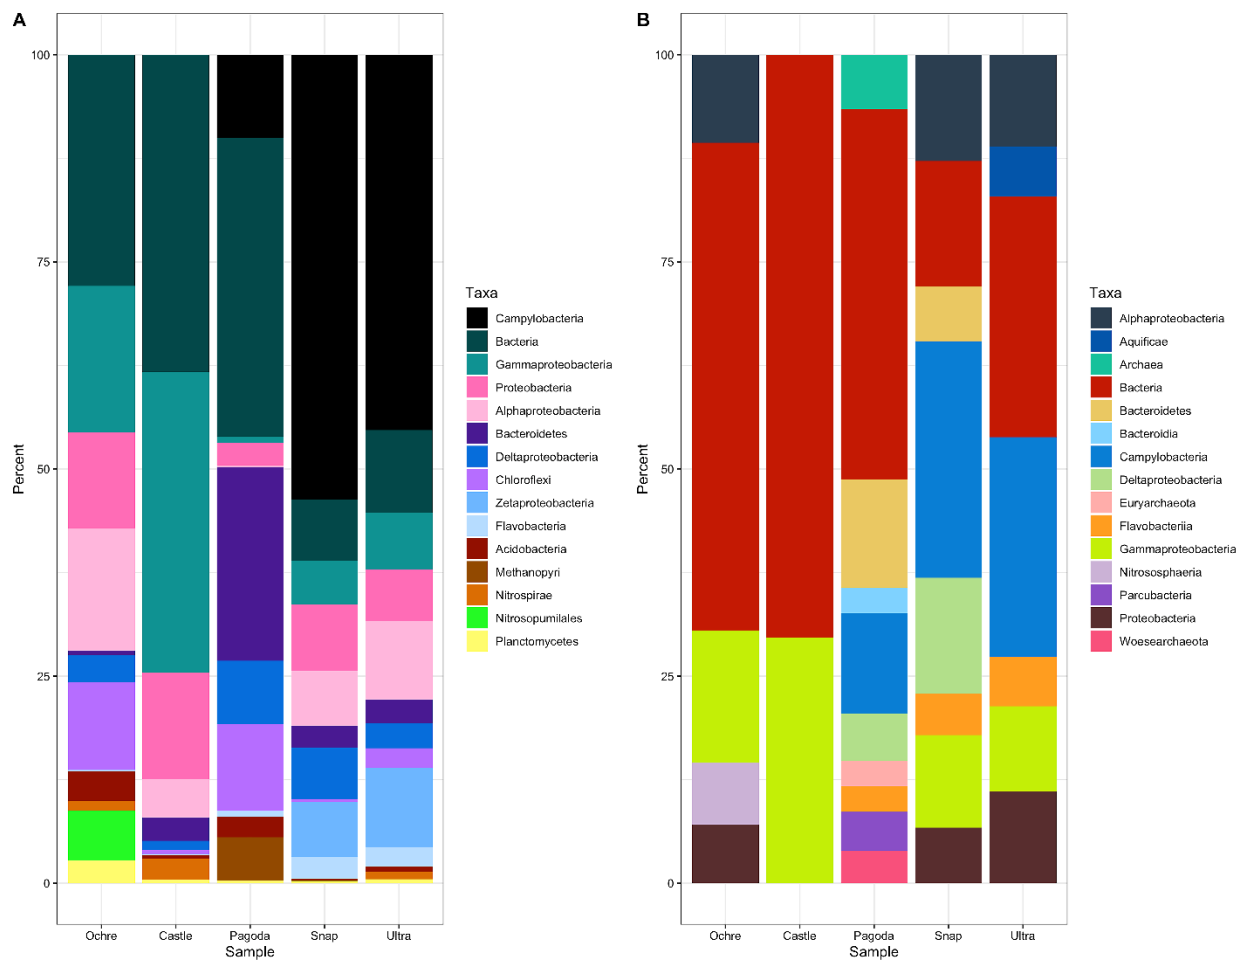 A
100
75
50
25
0
Percent
Ochre
Castle
Pagoda
Snap
Ultra
Sample
Taxa
Campylobacteria
Bacteria
Gammaproteobacteria
Proteobacteria
Alphaproteobacteria
Bacteroidetes
Deltaproteobacteria
Chloroflexi
Zetaproteobacteria
Flavobacteria
Acidobacteria
Methanopyri
Nitrospirae
Nitrosopumilales
Planctomycetes
B
100
75
50
25
0
Percent
Ochre
Castle
Pagoda
Snap
Ultra
Sample
Taxa
Alphaproteobacteria
Aquificae
Archaea
Bacteria
Bacteroidetes
Bacteroidia
Campylobacteria
Deltaproteobacteria
Euryarchaeota
Flavobacteriia
Gammaproteobacteria
Nitrososphaeria
Parcubacteria
Proteobacteria
Woesearchaeota